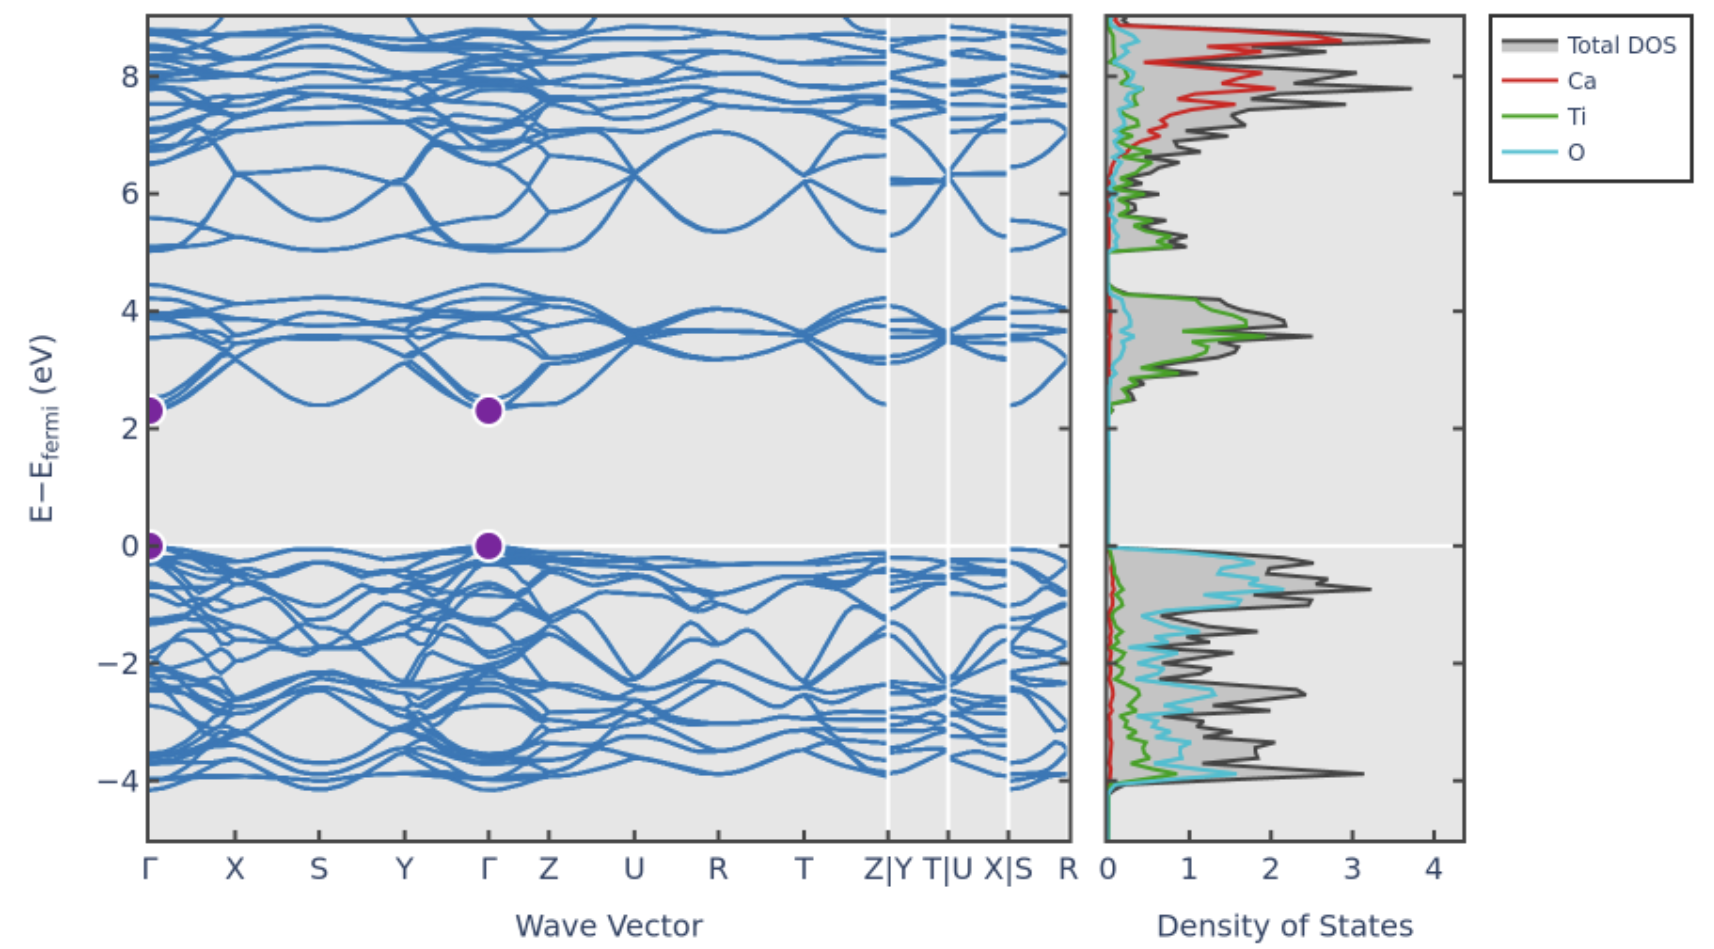 8
6
4
2
0
−2
−4
E−Efermi (eV)
Γ X S Y Γ Z U R T Z|Y T|U X|S R
Wave Vector
0 1 2 3 4
Density of States
Total DOS
Ca
Ti
O